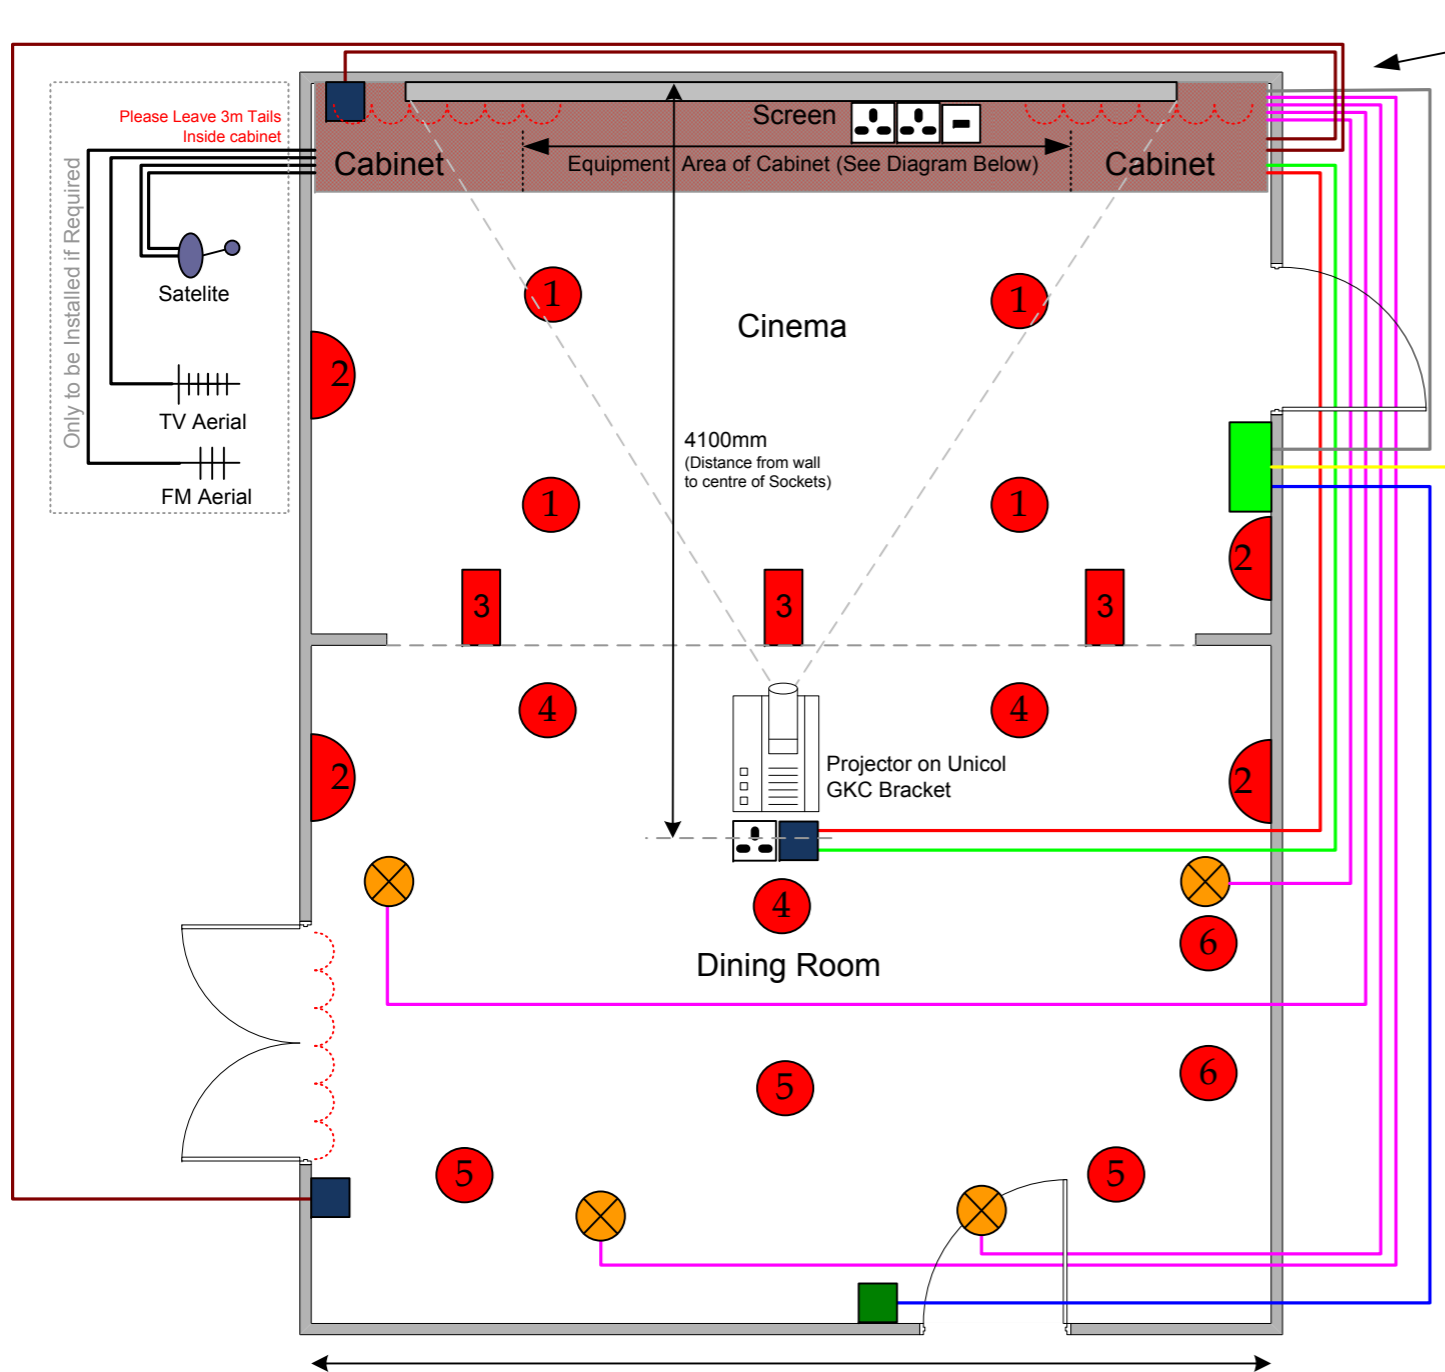 Please Leave 3m Tails
Inside cabinet
Only to be Installed if Required
Satelite
TV Aerial
FM Aerial
Screen
Cabinet
Equipment Area of Cabinet (See Diagram Below)
Cabinet
1
1
Cinema
2
4100mm
(Distance from wall
to centre of Sockets)
1
1
2
3
3
3
4
4
2
2
Projector on Unicol
GKC Bracket
4
6
Dining Room
5
6
5
5